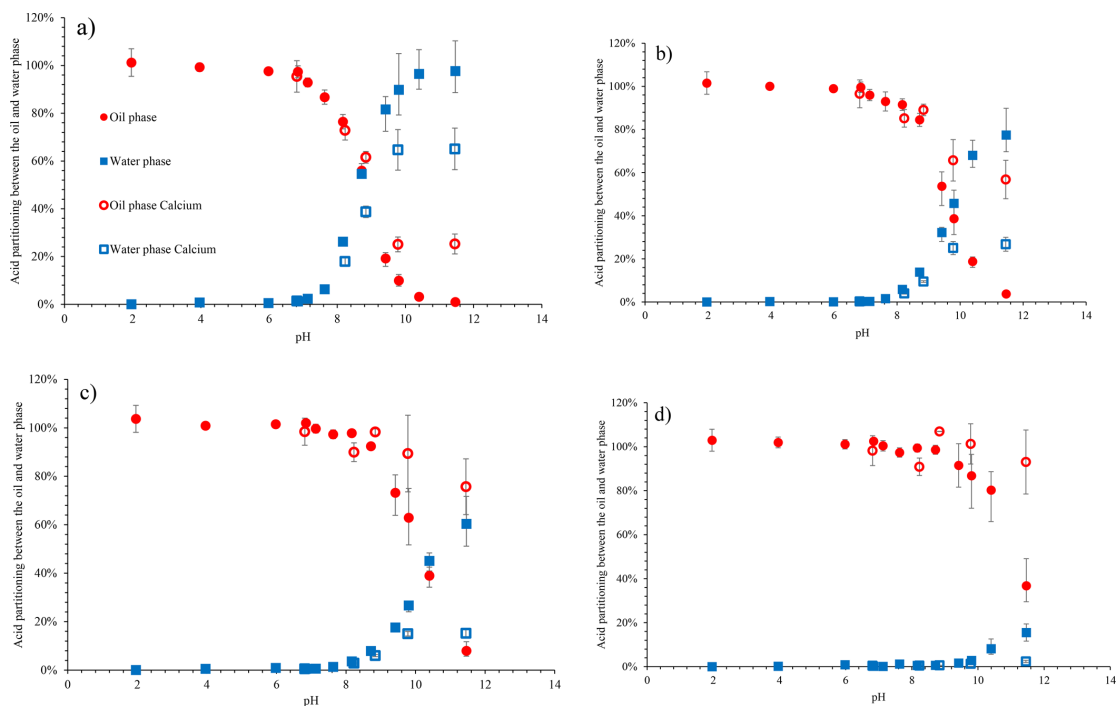 a)
120%
100%
80%
60%
40%
20%
0%
Acid partitioning between the oil and water phase
Oil phase
Water phase
Oil phase Calcium
Water phase Calcium
0 2 4 6 8 10 12 14
pH
b)
120%
100%
80%
60%
40%
20%
0%
Acid partitioning between the oil and water phase
0 2 4 6 8 10 12 14
pH
c)
120%
100%
80%
60%
40%
20%
0%
Acid partitioning between the oil and water phase
0 2 4 6 8 10 12 14
pH
d)
120%
100%
80%
60%
40%
20%
0%
Acid partitioning between the oil and water phase
0 2 4 6 8 10 12 14
pH